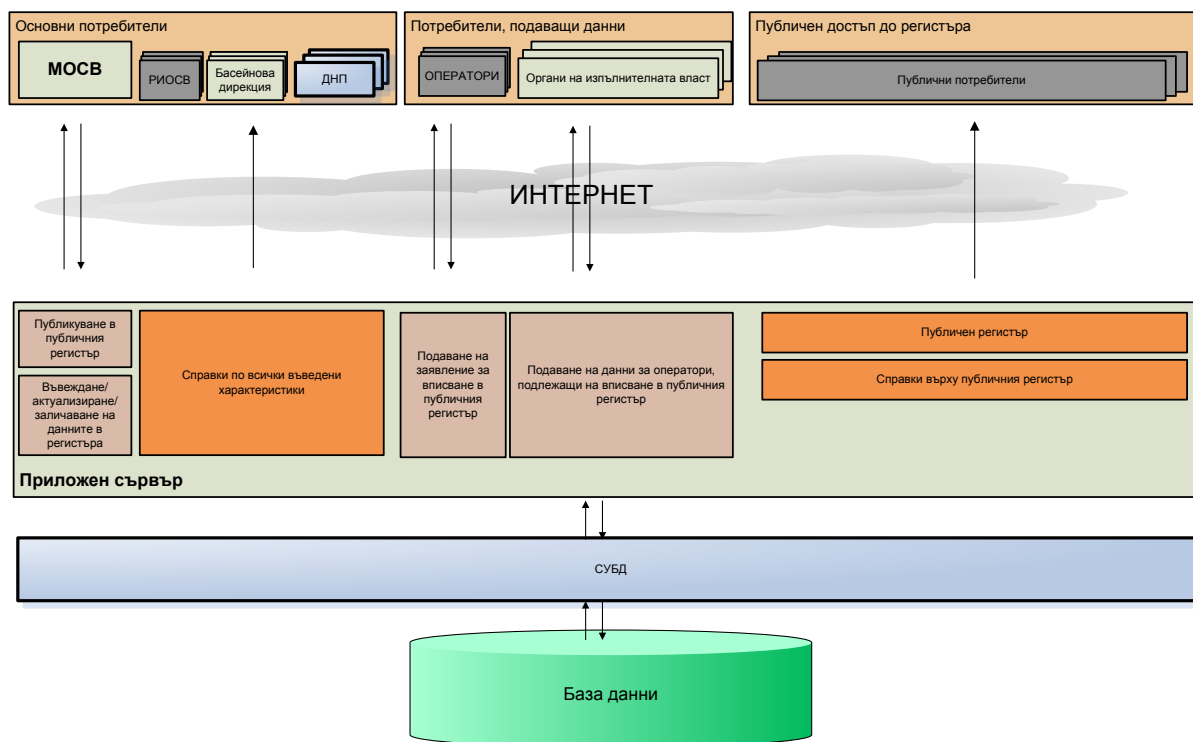 Основни потребители
МОСВ
РИОСВ
Басейнова
дирекция
ДНП
Потребители, подаващи данни
ОПЕРАТОРИ
Органи на изпълнителната власт
Публичен достъп до регистъра
Публични потребители
ИНТЕРНЕТ
Публикуване в
публичния
регистър
Въвеждане/
актуализиране/
заличаване на
данните в
регистъра
Справки по всички въведени
характеристики
Подаване на
заявление за
вписване в
публичния
регистър
Подаване на данни за оператори,
подлежащи на вписване в публичния
регистър
Публичен регистър
Справки върху публичния регистър
Приложен сървър
СУБД
База данни